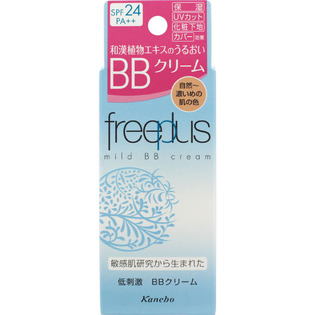 SPF24
PA++
保湿
UVカット
化粧下地
カバー効果
和漢植物エキスのうるおい
BBクリーム
自然〜
濃いめの
肌の色
freeplus
mild BB cream
敏感肌研究から生まれた
低刺激 BBクリーム
Kanebo